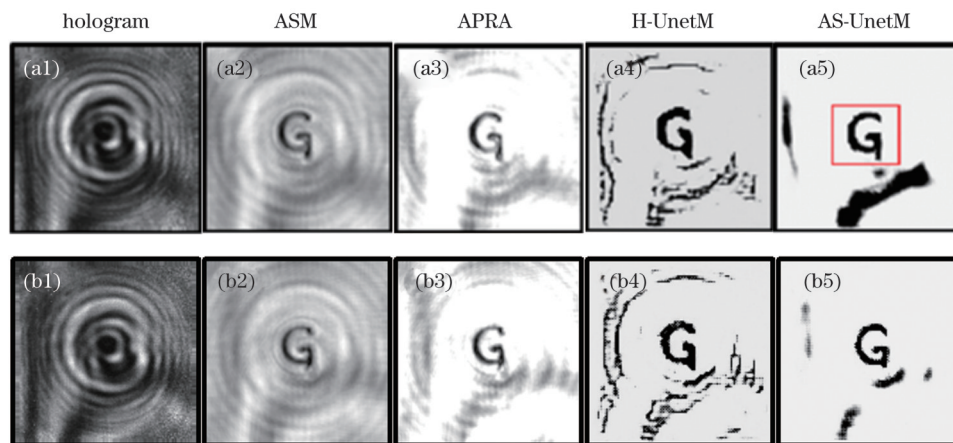 hologram ASM APRA H-UnetM AS-UnetM
(a1) (a2) (a3) (a4) (a5)
G G G G
(b1) (b2) (b3) (b4) (b5)
G G G G